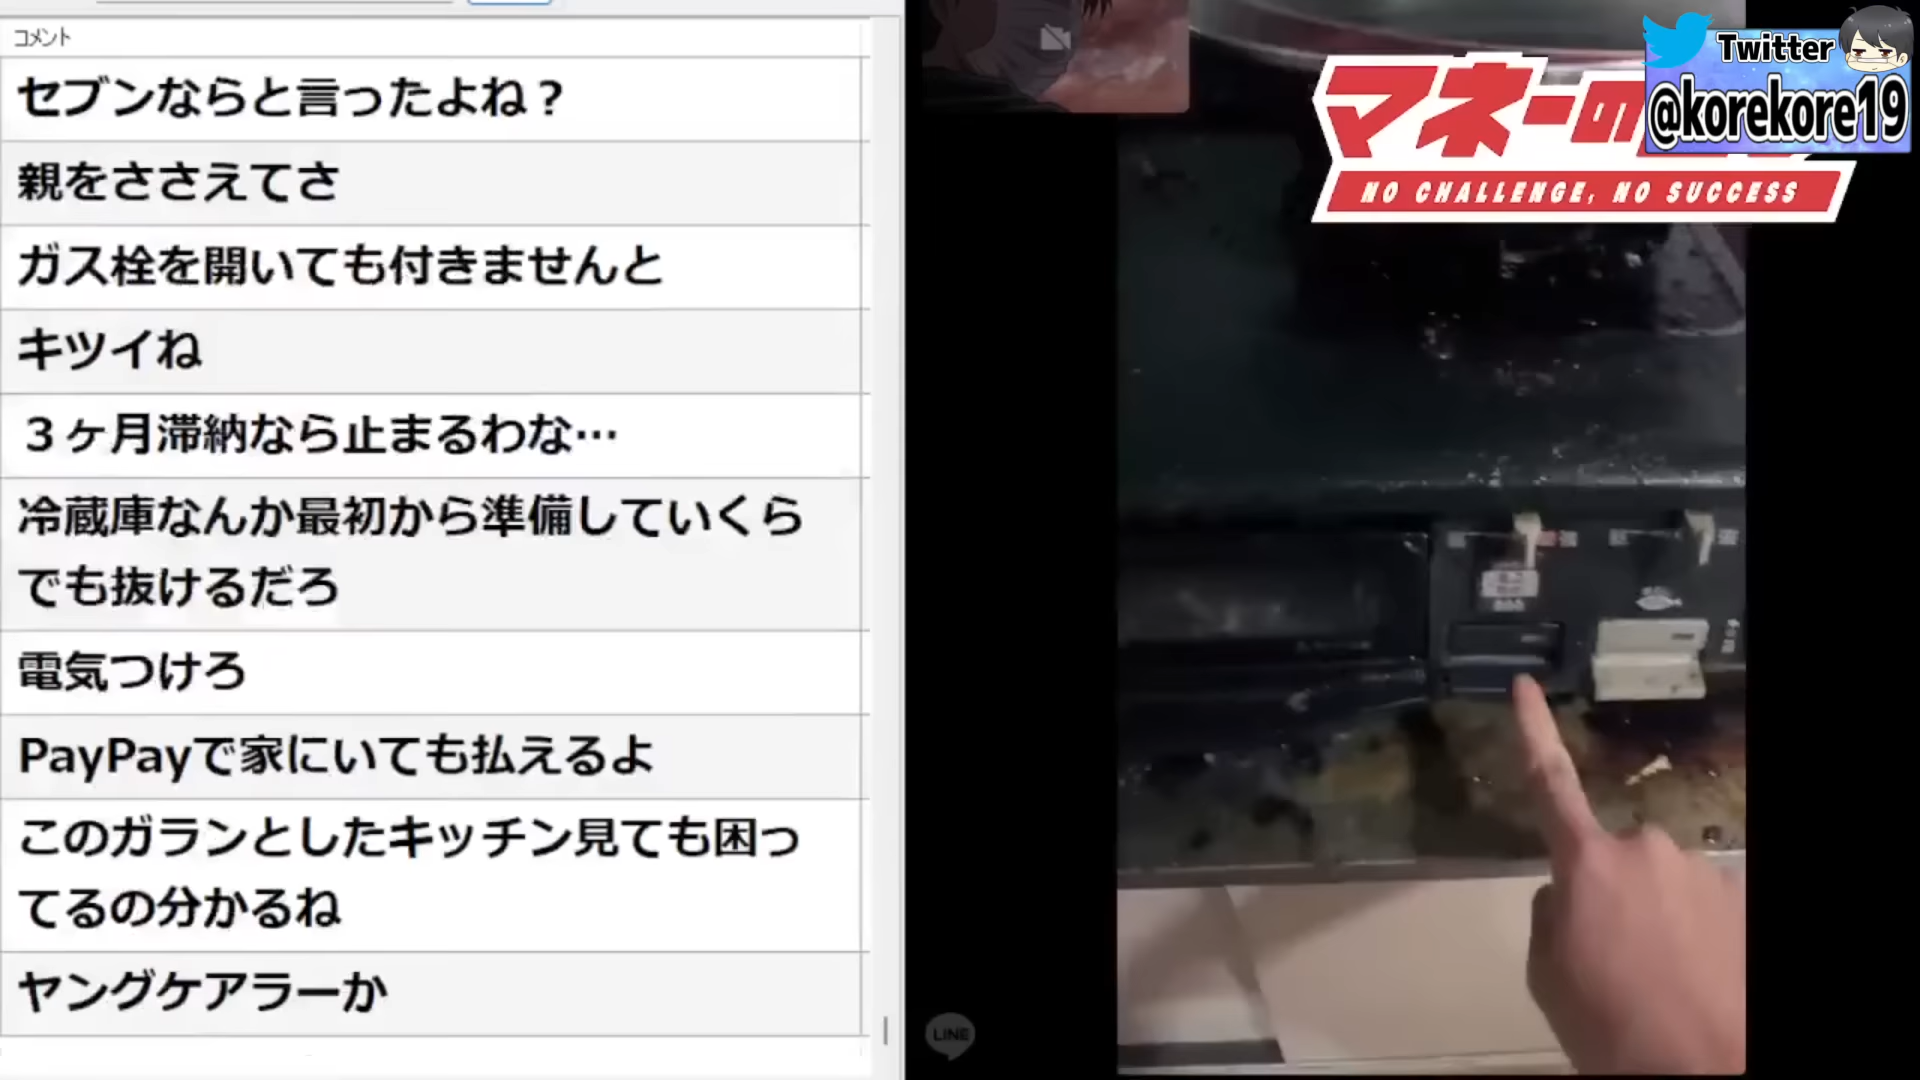 コメント
セブンならと言ったよね？
親をささえてさ
ガス栓を開いても付きませんと
キツイね
３ヶ月滞納なら止まるわな…
冷蔵庫なんか最初から準備していくら
でも抜けるだろ
電気つけろ
PayPayで家にいても払えるよ
このガランとしたキッチン見ても困っ
てるの分かるね
ヤングケアラーか
Twitter
@korekore19
マネーの
NO CHALLENGE, NO SUCCESS
LINE